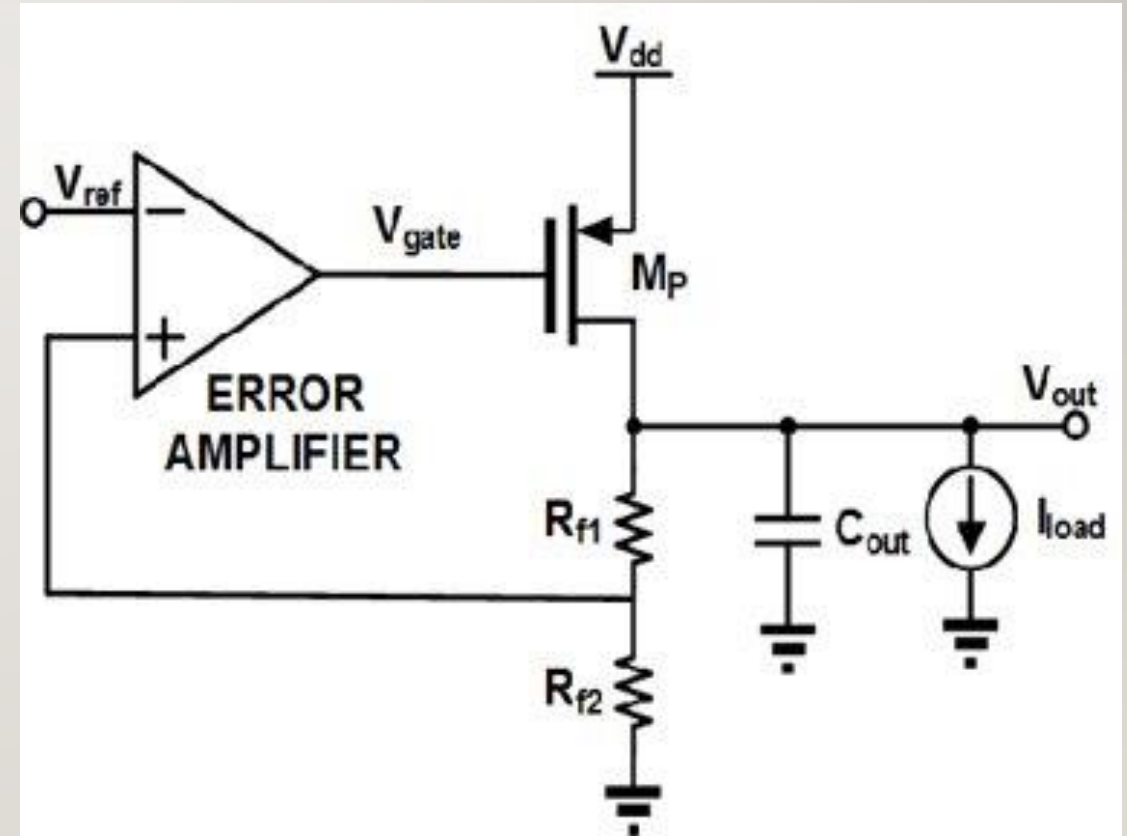 Vdd
Vref
−
Vgate
MP
+
ERROR
AMPLIFIER
Vout
Rf1
Cout
Iload
Rf2